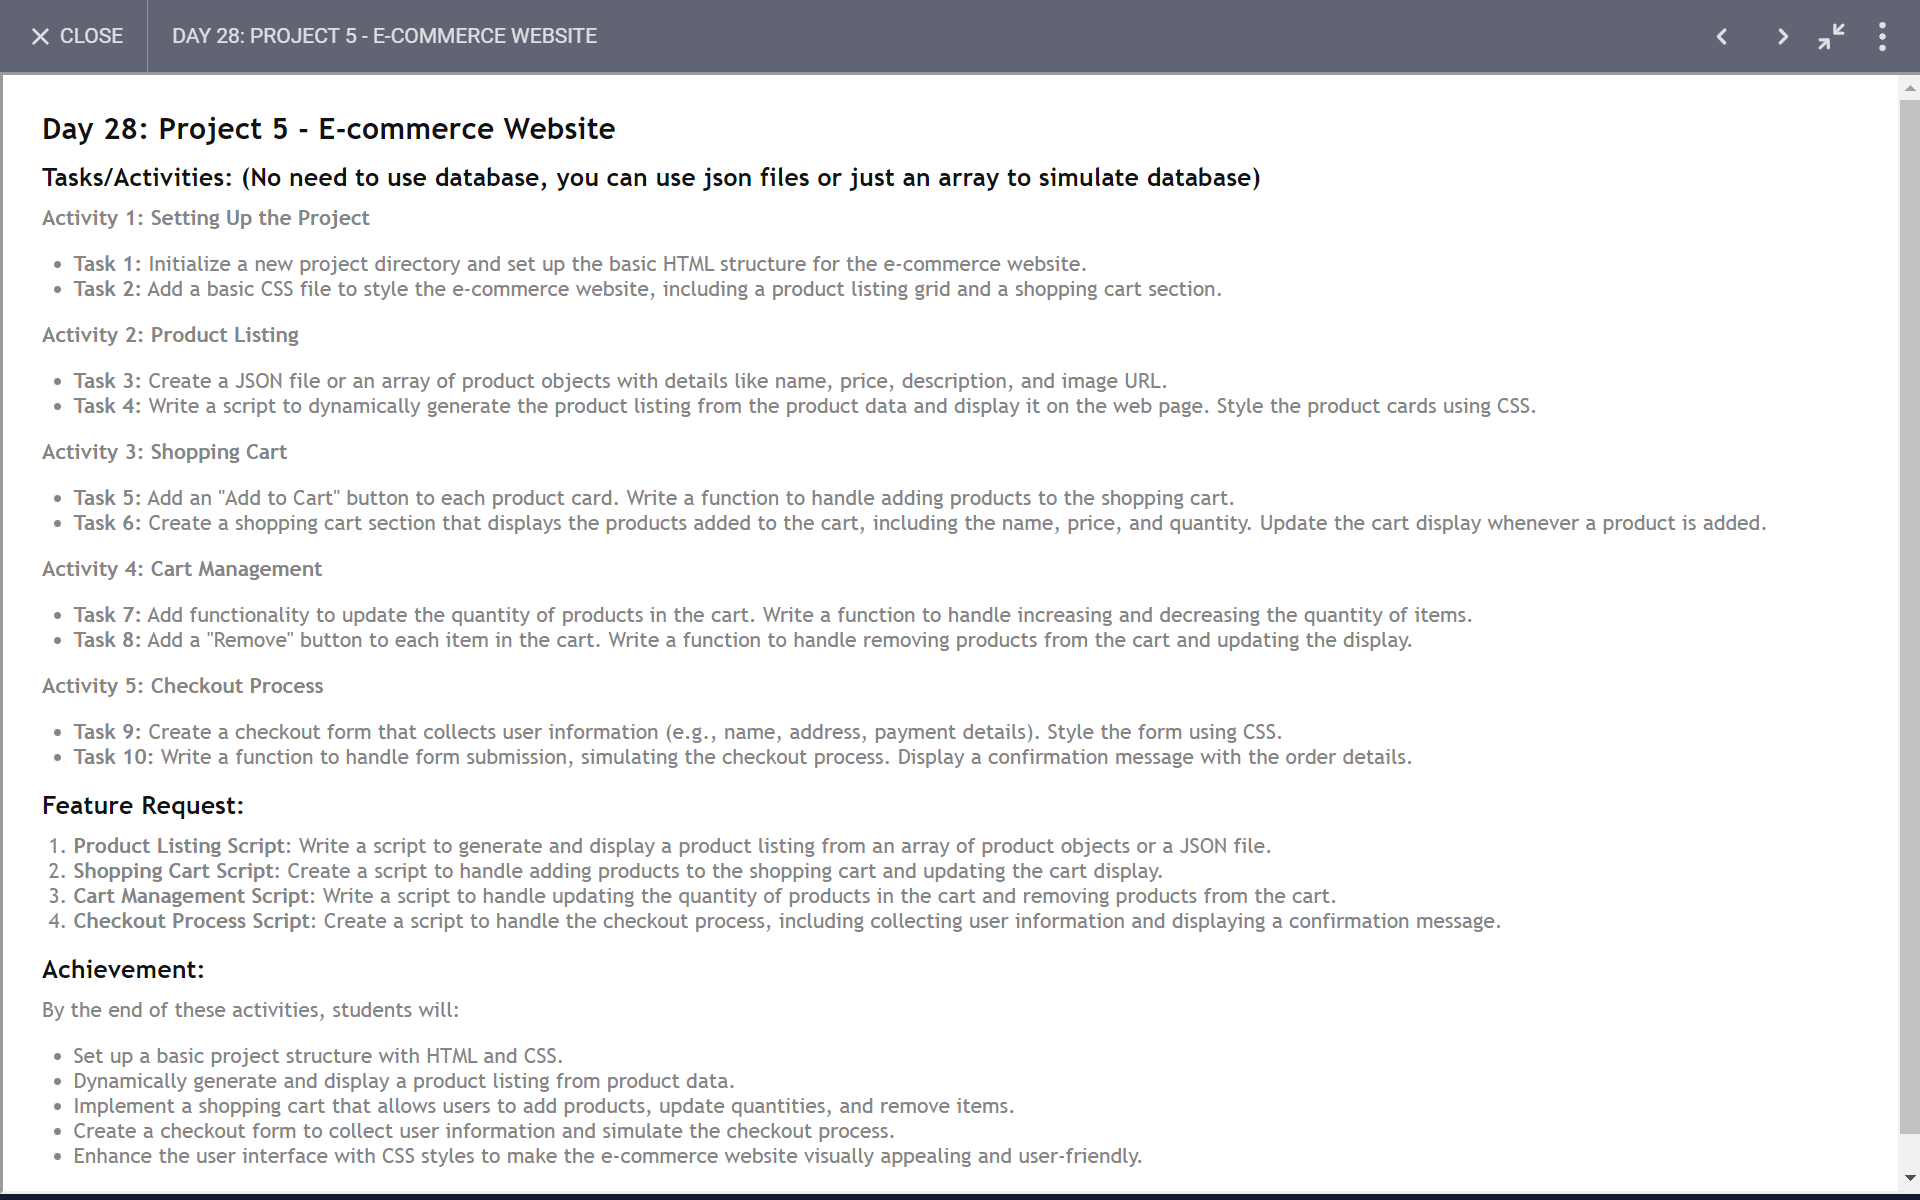 CLOSE
DAY 28: PROJECT 5 - E-COMMERCE WEBSITE
Day 28: Project 5 - E-commerce Website
Tasks/Activities: (No need to use database, you can use json files or just an array to simulate database)
Activity 1: Setting Up the Project
• Task 1: Initialize a new project directory and set up the basic HTML structure for the e-commerce website.
• Task 2: Add a basic CSS file to style the e-commerce website, including a product listing grid and a shopping cart section.
Activity 2: Product Listing
• Task 3: Create a JSON file or an array of product objects with details like name, price, description, and image URL.
• Task 4: Write a script to dynamically generate the product listing from the product data and display it on the web page. Style the product cards using CSS.
Activity 3: Shopping Cart
• Task 5: Add an "Add to Cart" button to each product card. Write a function to handle adding products to the shopping cart.
• Task 6: Create a shopping cart section that displays the products added to the cart, including the name, price, and quantity. Update the cart display whenever a product is added.
Activity 4: Cart Management
• Task 7: Add functionality to update the quantity of products in the cart. Write a function to handle increasing and decreasing the quantity of items.
• Task 8: Add a "Remove" button to each item in the cart. Write a function to handle removing products from the cart and updating the display.
Activity 5: Checkout Process
• Task 9: Create a checkout form that collects user information (e.g., name, address, payment details). Style the form using CSS.
• Task 10: Write a function to handle form submission, simulating the checkout process. Display a confirmation message with the order details.
Feature Request:
1. Product Listing Script: Write a script to generate and display a product listing from an array of product objects or a JSON file.
2. Shopping Cart Script: Create a script to handle adding products to the shopping cart and updating the cart display.
3. Cart Management Script: Write a script to handle updating the quantity of products in the cart and removing products from the cart.
4. Checkout Process Script: Create a script to handle the checkout process, including collecting user information and displaying a confirmation message.
Achievement:
By the end of these activities, students will:
• Set up a basic project structure with HTML and CSS.
• Dynamically generate and display a product listing from product data.
• Implement a shopping cart that allows users to add products, update quantities, and remove items.
• Create a checkout form to collect user information and simulate the checkout process.
• Enhance the user interface with CSS styles to make the e-commerce website visually appealing and user-friendly.